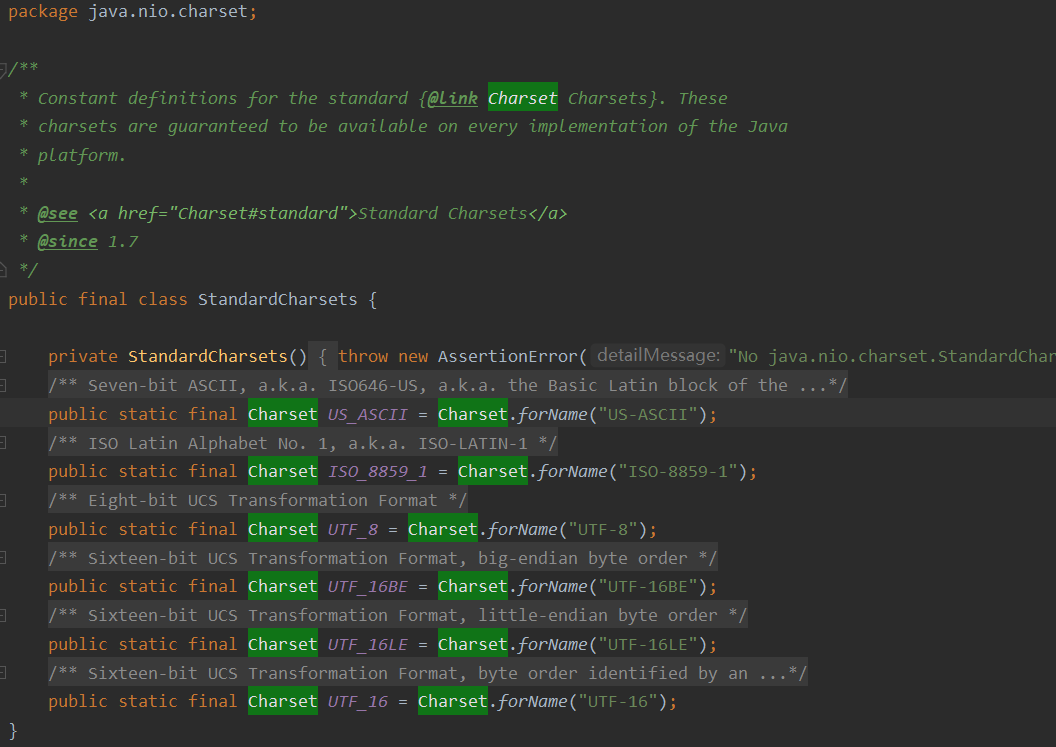 package java.nio.charset;
/**
 * Constant definitions for the standard {@link Charset Charsets}. These
 * charsets are guaranteed to be available on every implementation of the Java
 * platform.
 *
 * @see <a href="Charset#standard">Standard Charsets</a>
 * @since 1.7
 */
public final class StandardCharsets {
    private StandardCharsets() { throw new AssertionError( detailMessage: "No java.nio.charset.StandardChar
    /** Seven-bit ASCII, a.k.a. ISO646-US, a.k.a. the Basic Latin block of the ...*/
    public static final Charset US_ASCII = Charset.forName("US-ASCII");
    /** ISO Latin Alphabet No. 1, a.k.a. ISO-LATIN-1 */
    public static final Charset ISO_8859_1 = Charset.forName("ISO-8859-1");
    /** Eight-bit UCS Transformation Format */
    public static final Charset UTF_8 = Charset.forName("UTF-8");
    /** Sixteen-bit UCS Transformation Format, big-endian byte order */
    public static final Charset UTF_16BE = Charset.forName("UTF-16BE");
    /** Sixteen-bit UCS Transformation Format, little-endian byte order */
    public static final Charset UTF_16LE = Charset.forName("UTF-16LE");
    /** Sixteen-bit UCS Transformation Format, byte order identified by an ...*/
    public static final Charset UTF_16 = Charset.forName("UTF-16");
}